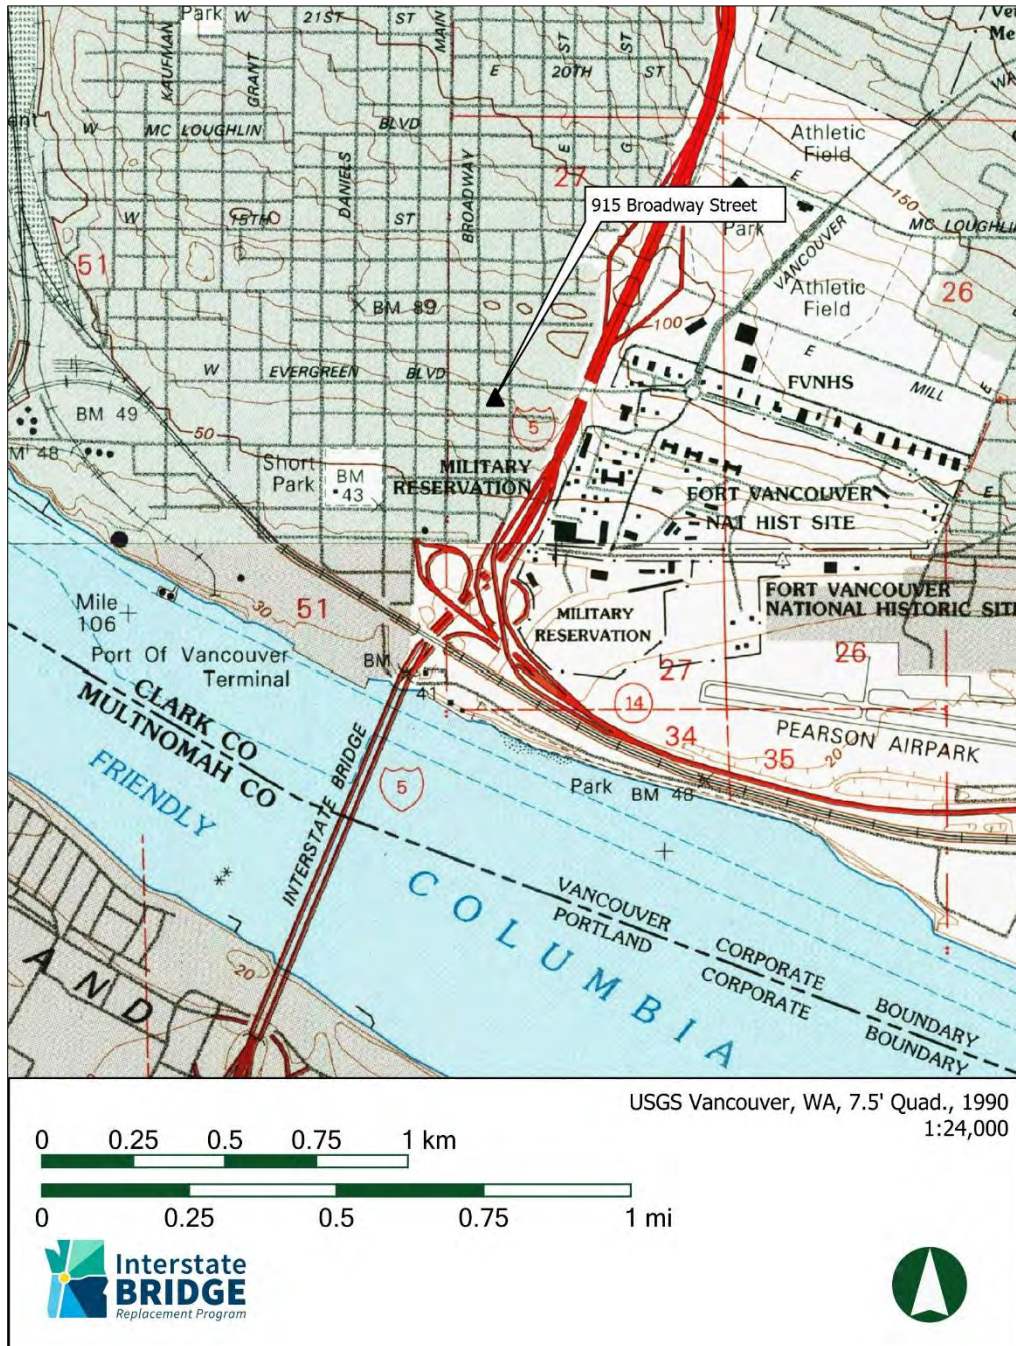 Park
W 21ST ST
MAIN
KAUFMAN
GRANT
E 20TH ST
ST
ST
W MC LOUGHLIN BLVD
DANIELS
BROADWAY
E
G
27
Athletic
Field
E
150
W 15TH ST
915 Broadway Street
Park
VANCOUVER
MC LOUGHLIN
51
BM 89
Athletic
Field
26
100
E
W EVERGREEN BLVD
FVNHS
MILL
E
BM 49
50
5
48
Short
Park
BM
43
MILITARY
RESERVATION
FORT VANCOUVER
NAT HIST SITE
E
Mile
106
30
51
MILITARY
RESERVATION
FORT VANCOUVER
NATIONAL HISTORIC SITE
Port Of Vancouver
Terminal
BM
41
27
26
14
34
35
PEARSON AIRPARK
20
CLARK CO
MULTNOMAH CO
FRIENDLY
INTERSTATE BRIDGE
5
Park
BM 48
COLUMBIA
VANCOUVER
PORTLAND
CORPORATE
CORPORATE
BOUNDARY
BOUNDARY
AND
20
USGS Vancouver, WA, 7.5' Quad., 1990
1:24,000
0 0.25 0.5 0.75 1 km
0 0.25 0.5 0.75 1 mi
Interstate
BRIDGE
Replacement Program